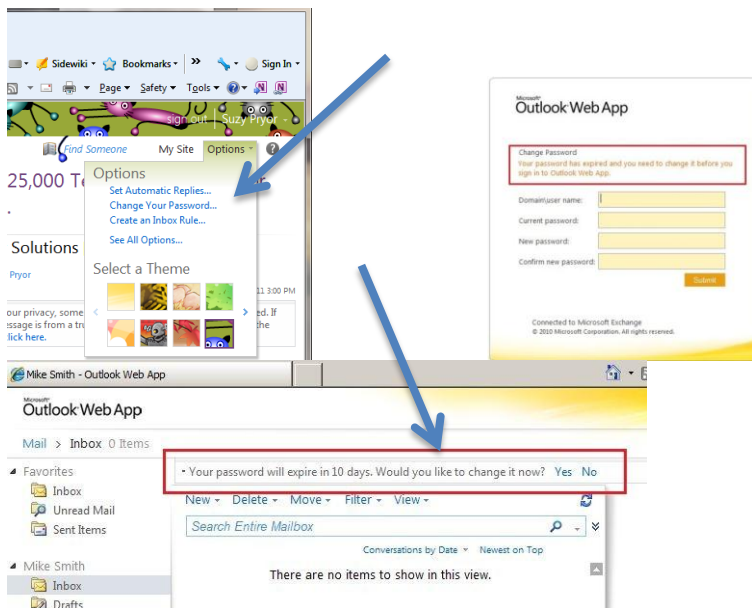 Sidewiki Bookmarks » Sign In
Page Safety Tools
sign out | Suzy Pryor
Find Someone My Site Options
25,000 Te
Options
Set Automatic Replies...
Change Your Password...
Create an Inbox Rule...
See All Options...
Solutions
Pryor
Select a Theme
11 3:00 PM
our privacy, some
ed. If
essage is from a tru
the
lick here.
Microsoft®
Outlook Web App
Change Password
Your password has expired and you need to change it before you
sign in to Outlook Web App.
Domain\user name:
Current password:
New password:
Confirm new password:
Submit
Connected to Microsoft Exchange
© 2010 Microsoft Corporation. All rights reserved.
Mike Smith - Outlook Web App
Microsoft®
Outlook Web App
Mail > Inbox 0 Items
Favorites
Inbox
Unread Mail
Sent Items
Mike Smith
Inbox
Drafts
Your password will expire in 10 days. Would you like to change it now? Yes No
New Delete Move Filter View
Search Entire Mailbox
Conversations by Date Newest on Top
There are no items to show in this view.